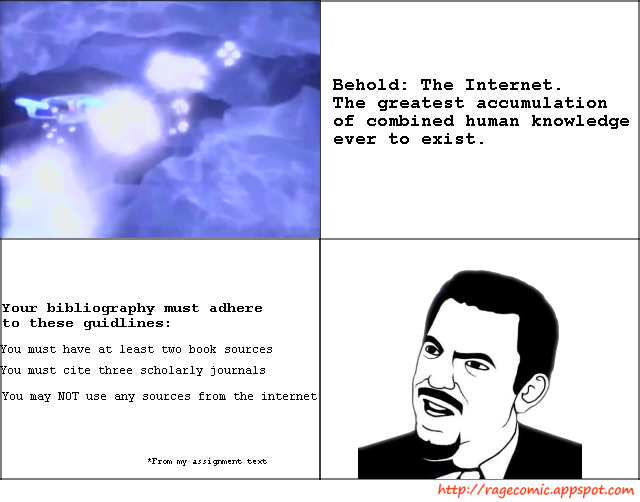 Behold: The Internet.
The greatest accumulation
of combined human knowledge
ever to exist.
Your bibliography must adhere
to these guidlines:
You must have at least two book sources
You must cite three scholarly journals
You may NOT use any sources from the internet
*From my assignment text
http://ragecomic.appspot.com